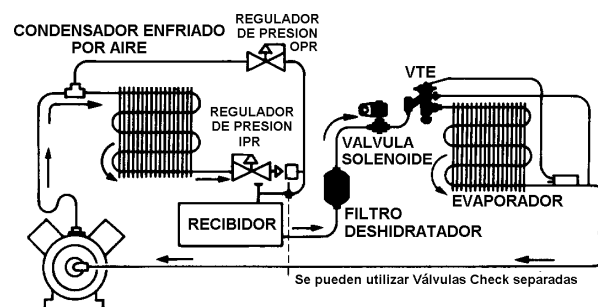 CONDENSADOR ENFRIADO
POR AIRE
REGULADOR
DE PRESION
OPR
VTE
REGULADOR
DE PRESION
IPR
VALVULA
SOLENOIDE
EVAPORADOR
RECIBIDOR
FILTRO
DESHIDRATADOR
Se pueden utilizar Válvulas Check separadas